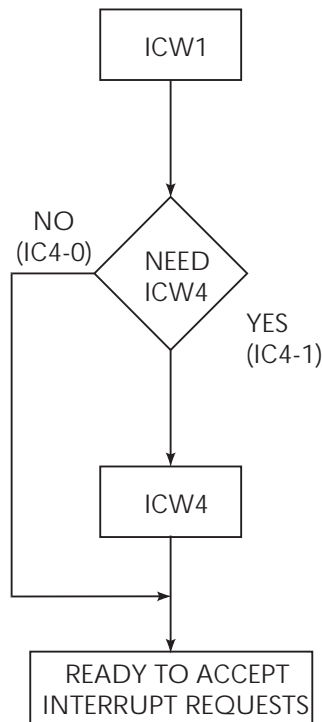 ICW1
NO
(IC4-0)
NEED
ICW4
YES
(IC4-1)
ICW4
READY TO ACCEPT
INTERRUPT REQUESTS